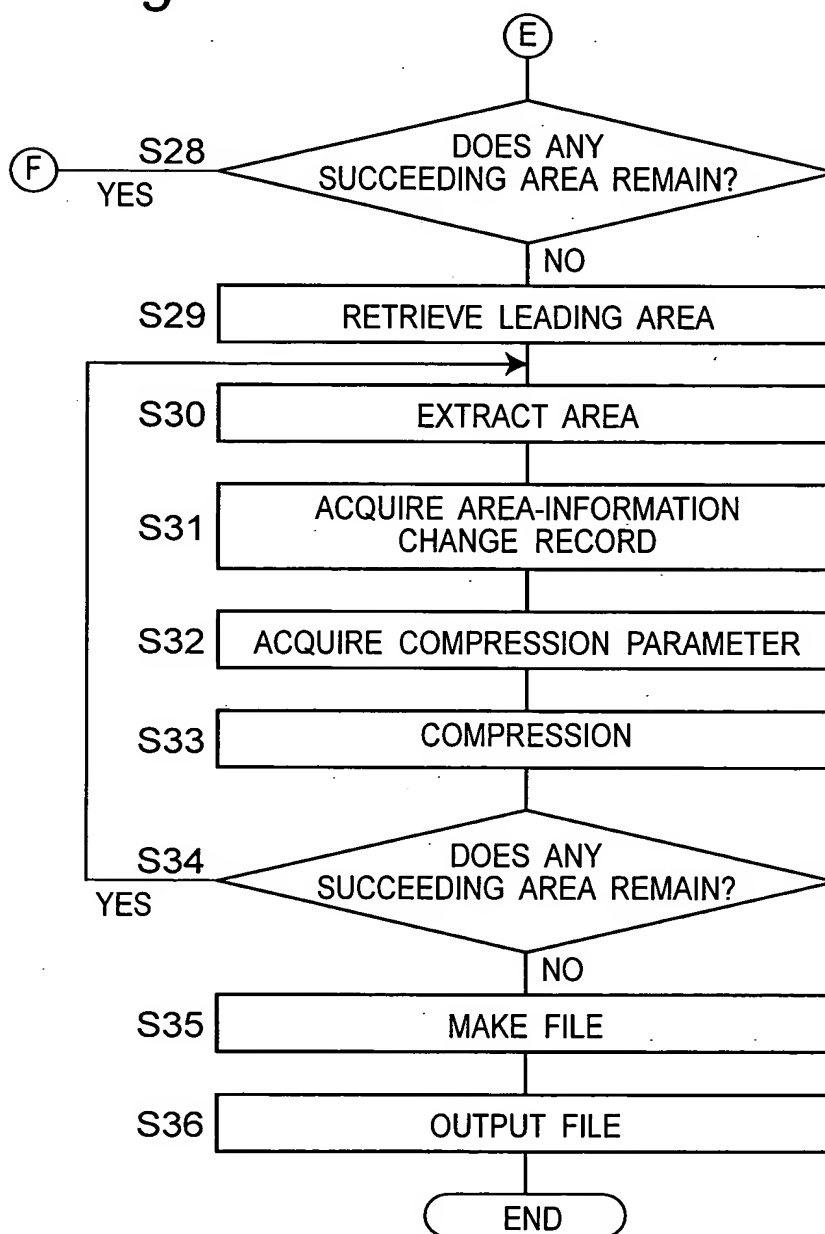 E
S28
DOES ANY
SUCCEEDING AREA REMAIN?
F
YES
NO
S29
RETRIEVE LEADING AREA
S30
EXTRACT AREA
S31
ACQUIRE AREA-INFORMATION
CHANGE RECORD
S32
ACQUIRE COMPRESSION PARAMETER
S33
COMPRESSION
S34
DOES ANY
SUCCEEDING AREA REMAIN?
YES
NO
S35
MAKE FILE
S36
OUTPUT FILE
END